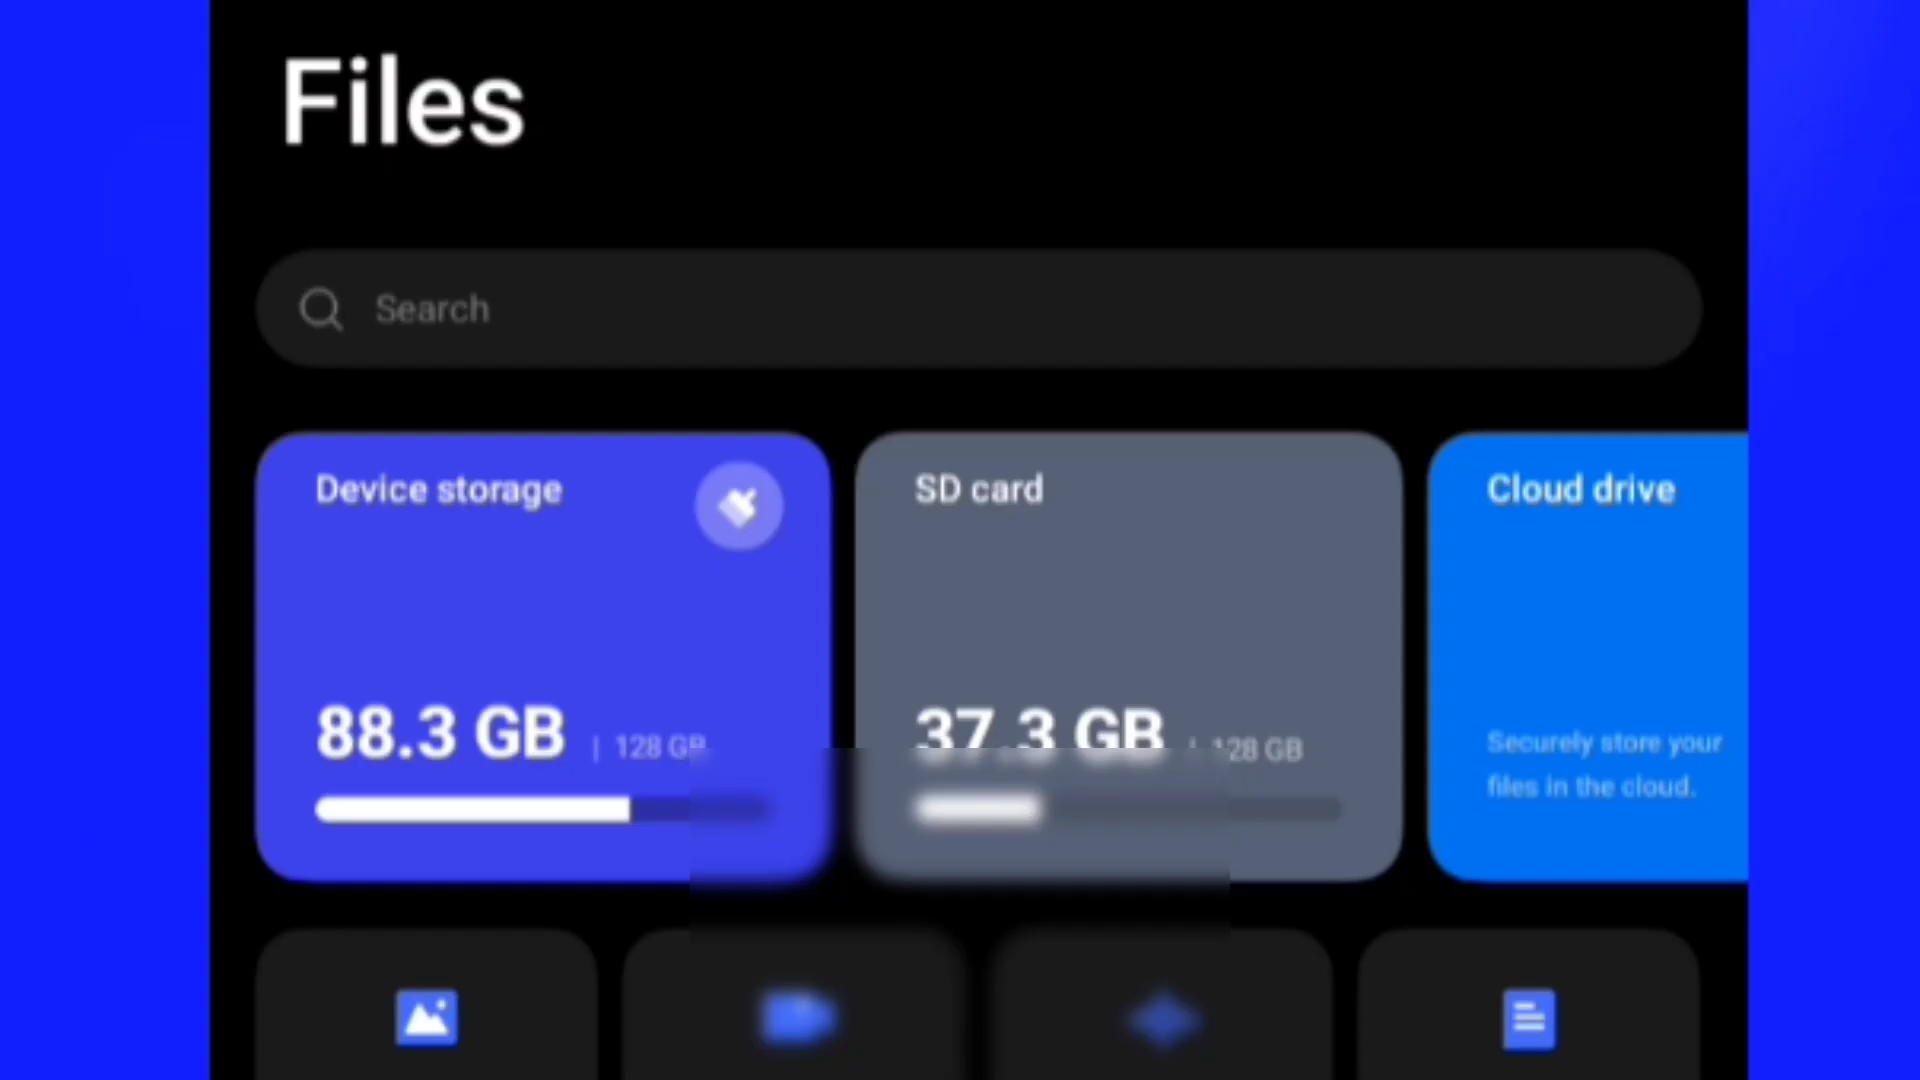 Files
Search
Device storage
SD card
Cloud drive
88.3 GB | 128 GB
37.3 GB | 128 GB
Securely store your
files in the cloud.